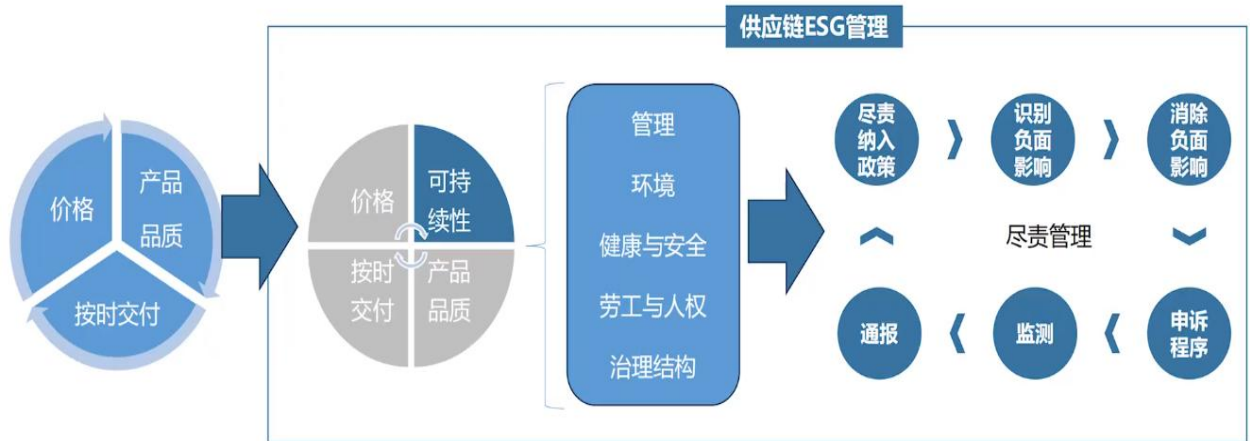 供应链ESG管理
价格
产品
品质
按时交付
价格
可持
续性
按时
交付
产品
品质
管理
环境
健康与安全
劳工与人权
治理结构
尽责
纳入
政策
识别
负面
影响
消除
负面
影响
尽责管理
通报
监测
申诉
程序